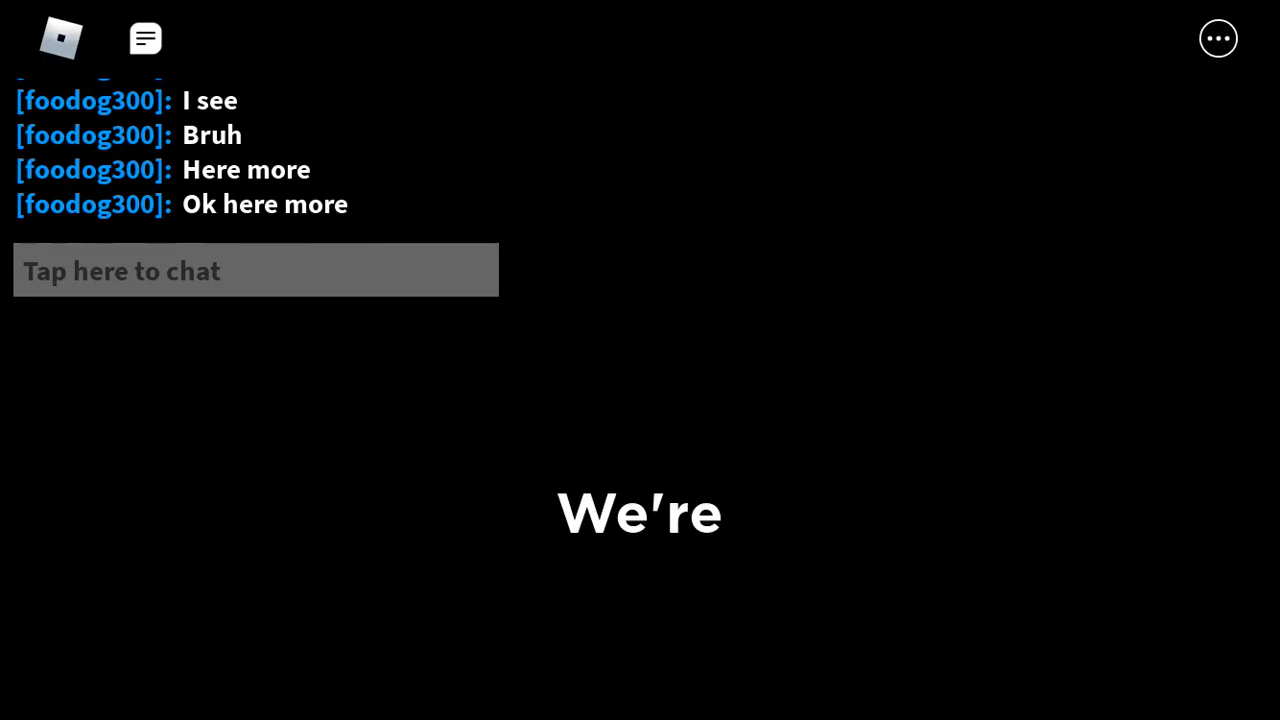 [foodog300]: I see
[foodog300]: Bruh
[foodog300]: Here more
[foodog300]: Ok here more
Tap here to chat
We're